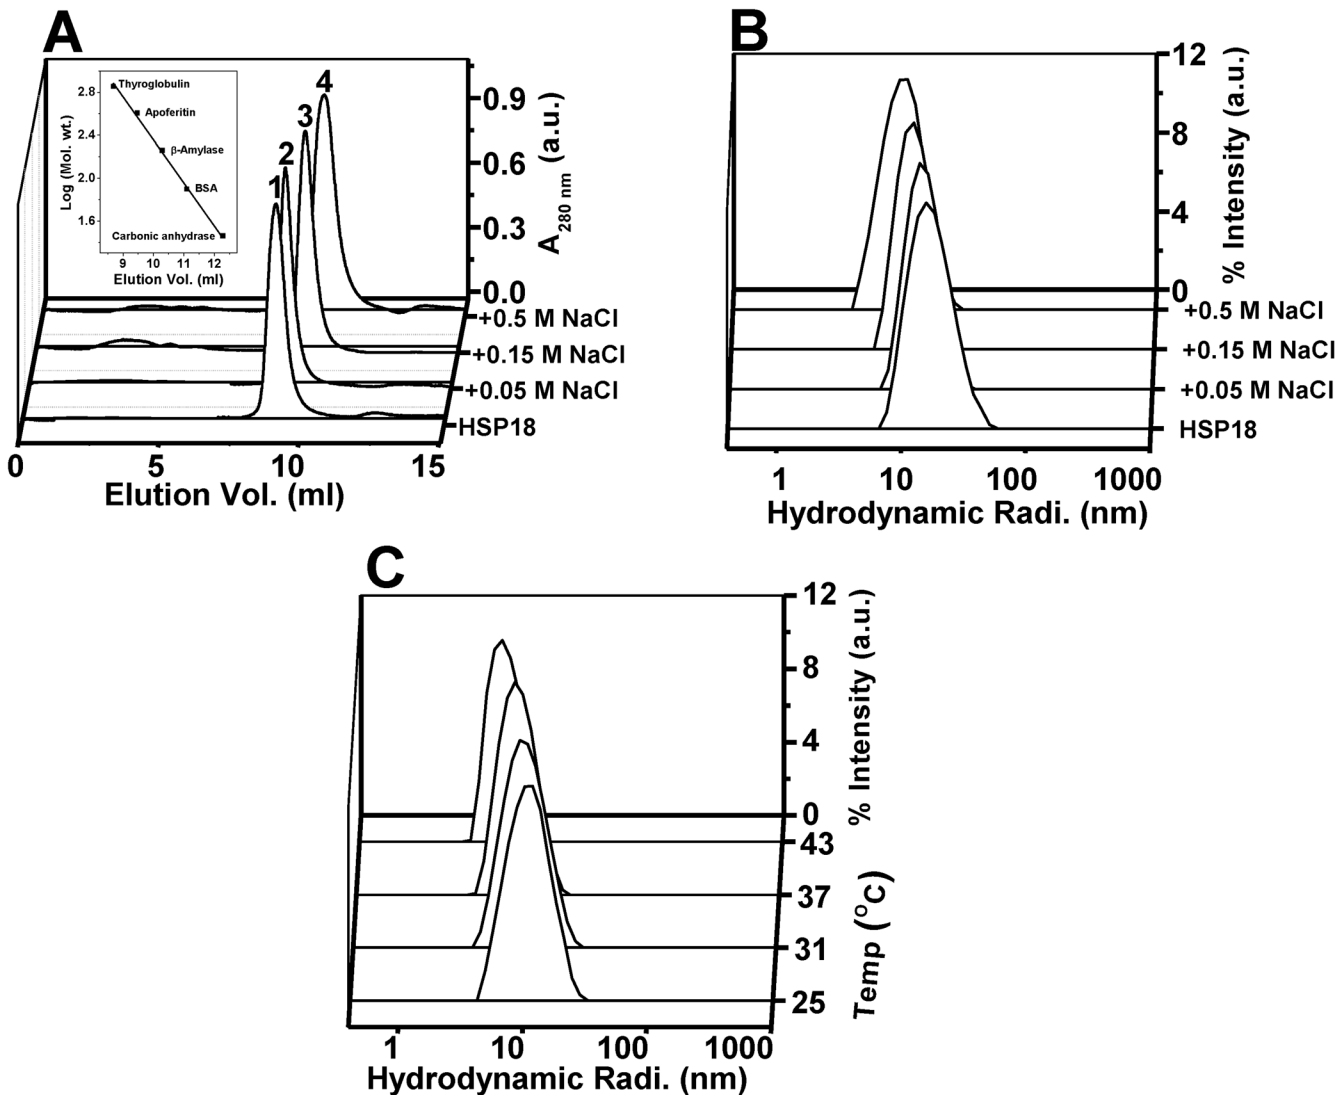 A
2.8
2.4
2.0
1.6
Log (Mol. wt.)
Thyroglobulin
Apoferitin
β-Amylase
BSA
Carbonic anhydrase
9 10 11 12
Elution Vol. (ml)
1
2
3
4
0.9
0.6
0.3
0.0
A280 nm (a.u.)
+0.5 M NaCl
+0.15 M NaCl
+0.05 M NaCl
HSP18
0 5 10 15
Elution Vol. (ml)
B
12
8
4
0
% Intensity (a.u.)
+0.5 M NaCl
+0.15 M NaCl
+0.05 M NaCl
HSP18
1 10 100 1000
Hydrodynamic Radi. (nm)
C
12
8
4
0
% Intensity (a.u.)
43
37
31
25
Temp (°C)
1 10 100 1000
Hydrodynamic Radi. (nm)